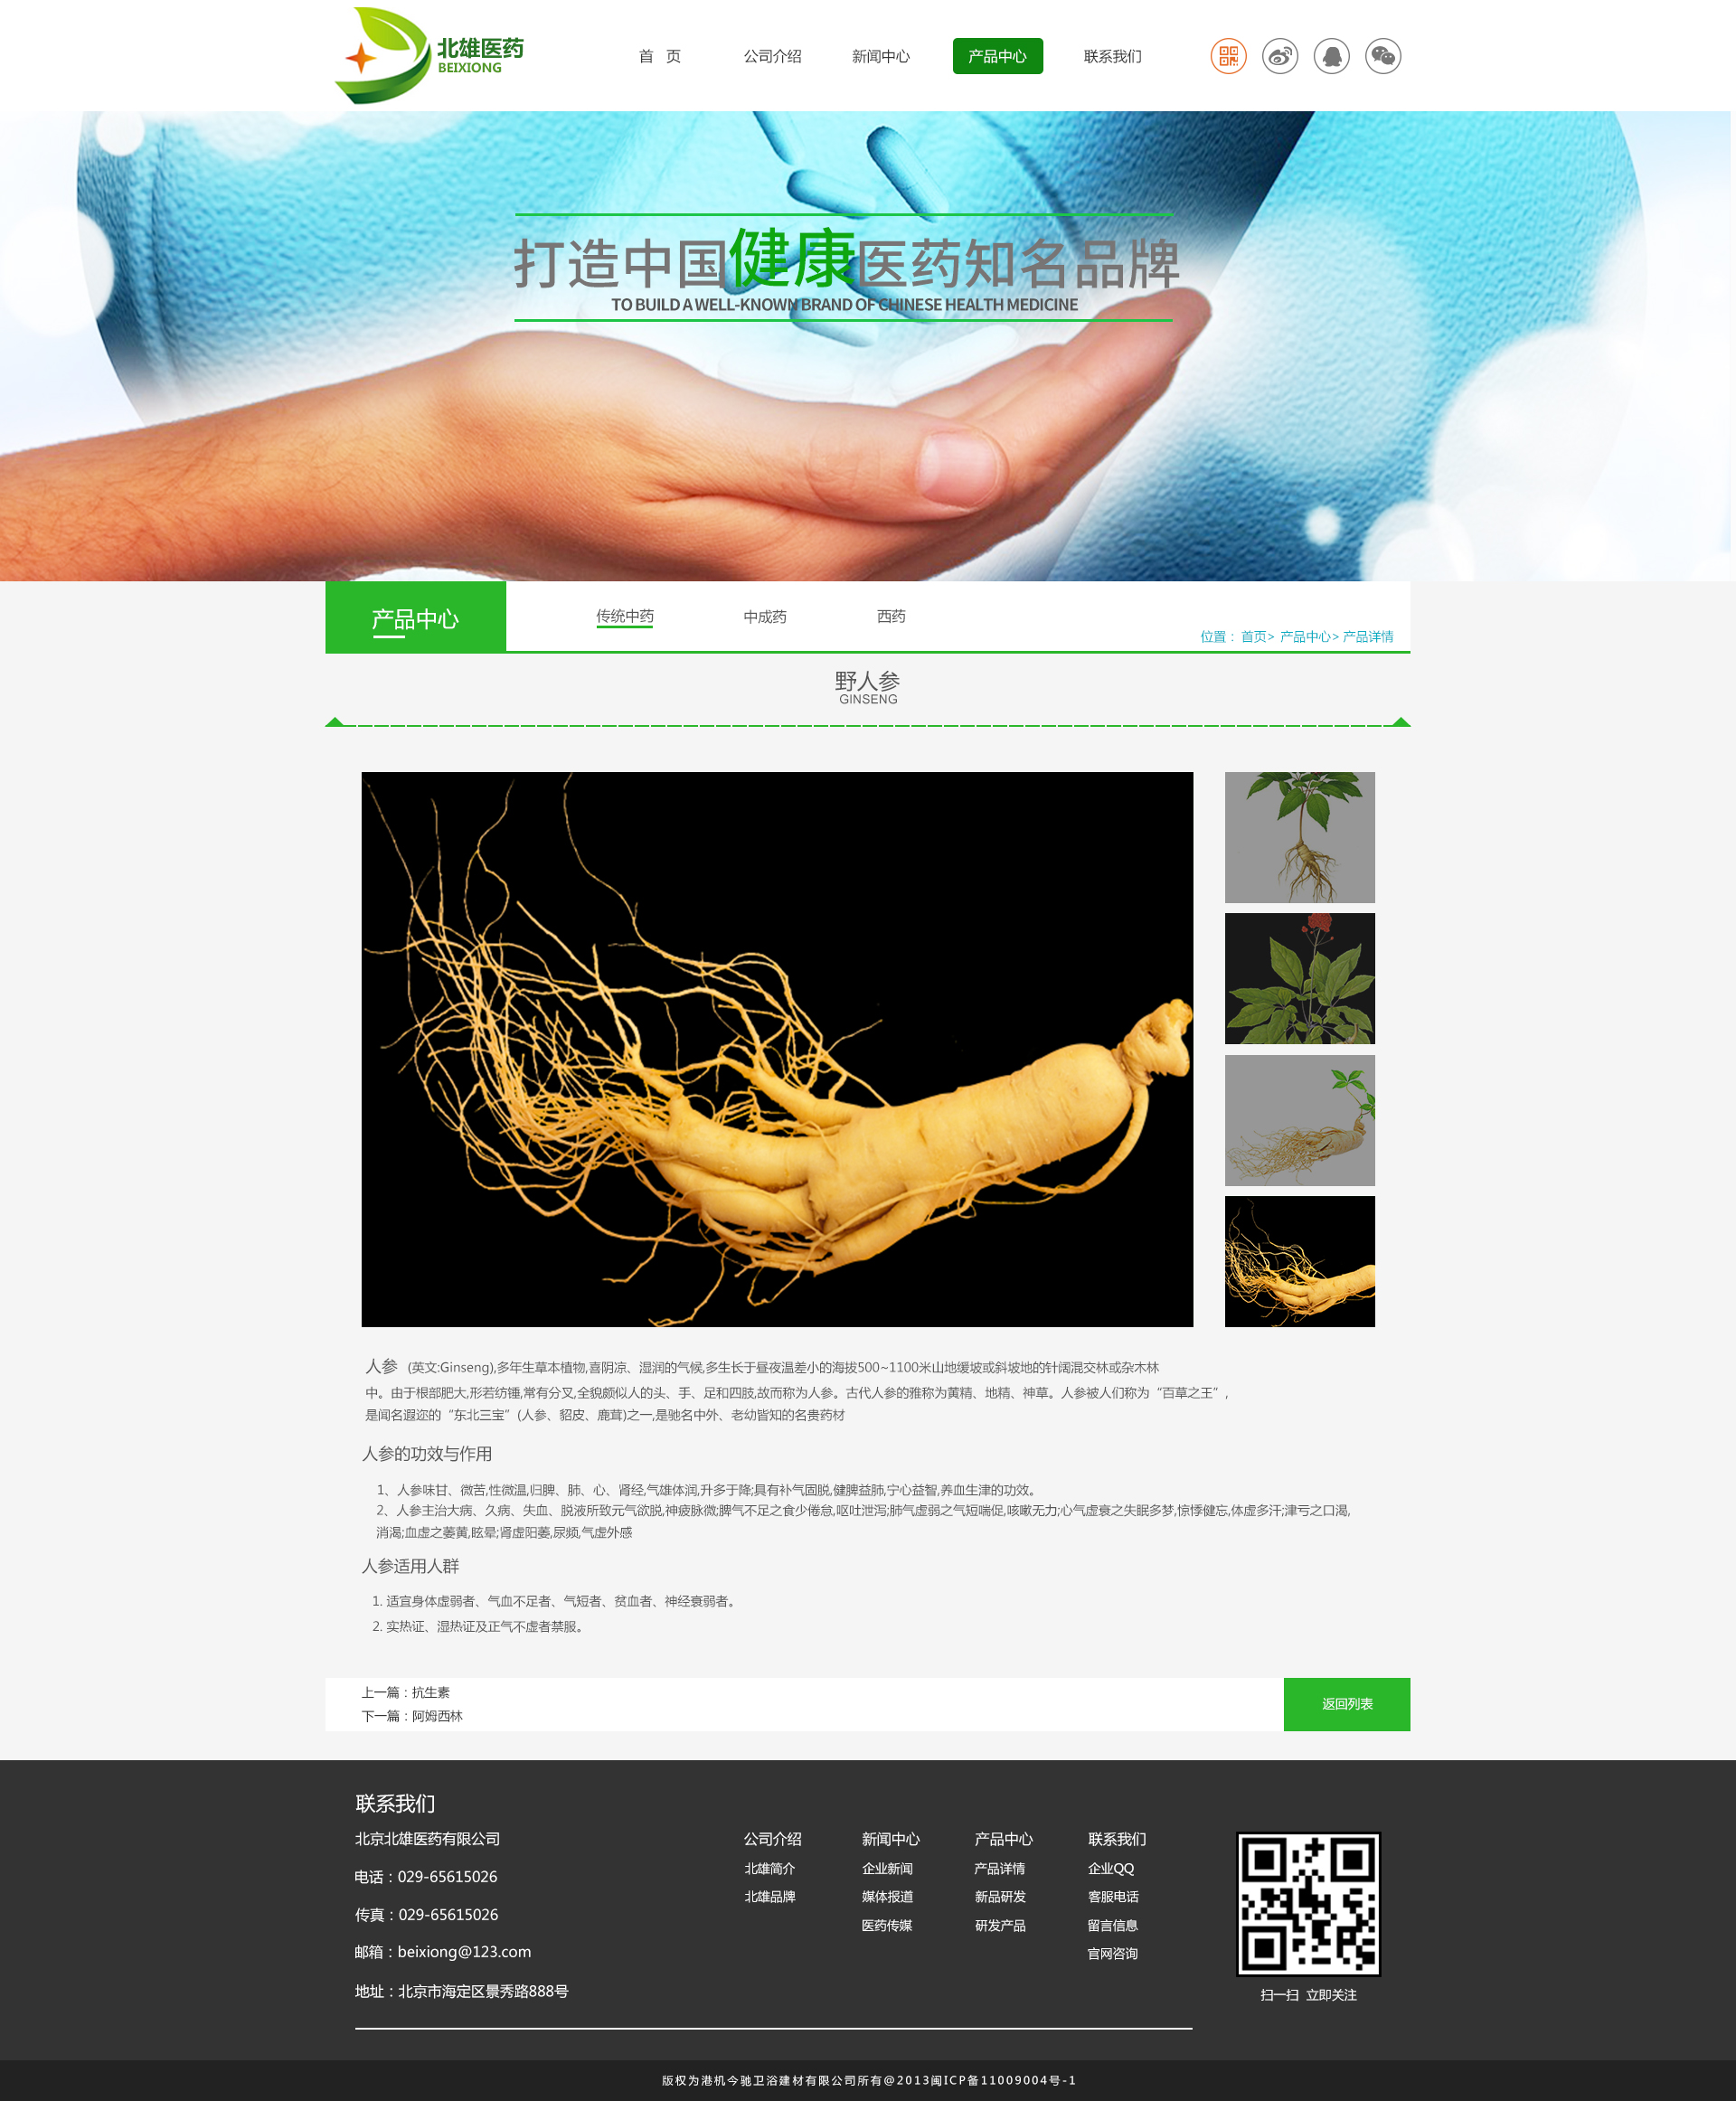 北雄医药
BEIXIONG
首 页
公司介绍
新闻中心
产品中心
联系我们
打造中国健康医药知名品牌
TO BUILD A WELL-KNOWN BRAND OF CHINESE HEALTH MEDICINE
产品中心
传统中药
中成药
西药
位置： 首页> 产品中心> 产品详情
野人参
GINSENG
人参 (英文:Ginseng),多年生草本植物,喜阴凉、湿润的气候,多生长于昼夜温差小的海拔500~1100米山地缓坡或斜坡地的针阔混交林或杂木林
中。由于根部肥大,形若纺锤,常有分叉,全貌颇似人的头、手、足和四肢,故而称为人参。古代人参的雅称为黄精、地精、神草。人参被人们称为“百草之王”，
是闻名遐迩的“东北三宝”(人参、貂皮、鹿茸)之一,是驰名中外、老幼皆知的名贵药材
人参的功效与作用
1、人参味甘、微苦,性微温,归脾、肺、心、肾经,气雄体润,升多于降;具有补气固脱,健脾益肺,宁心益智,养血生津的功效。
2、人参主治大病、久病、失血、脱液所致元气欲脱,神疲脉微;脾气不足之食少倦怠,呕吐泄泻;肺气虚弱之气短喘促,咳嗽无力;心气虚衰之失眠多梦,惊悸健忘,体虚多汗;津亏之口渴,
消渴;血虚之萎黄,眩晕;肾虚阳萎,尿频,气虚外感
人参适用人群
1. 适宜身体虚弱者、气血不足者、气短者、贫血者、神经衰弱者。
2. 实热证、湿热证及正气不虚者禁服。
上一篇：抗生素
下一篇：阿姆西林
返回列表
联系我们
北京北雄医药有限公司
电话：029-65615026
传真：029-65615026
邮箱：beixiong@123.com
地址：北京市海定区景秀路888号
公司介绍
北雄简介
北雄品牌
新闻中心
企业新闻
媒体报道
医药传媒
产品中心
产品详情
新品研发
研发产品
联系我们
企业QQ
客服电话
留言信息
官网咨询
扫一扫 立即关注
版权为港机今驰卫浴建材有限公司所有@2013闽ICP备11009004号-1